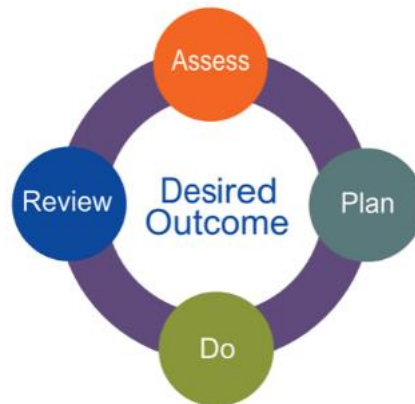 Assess
Review
Desired
Outcome
Plan
Do